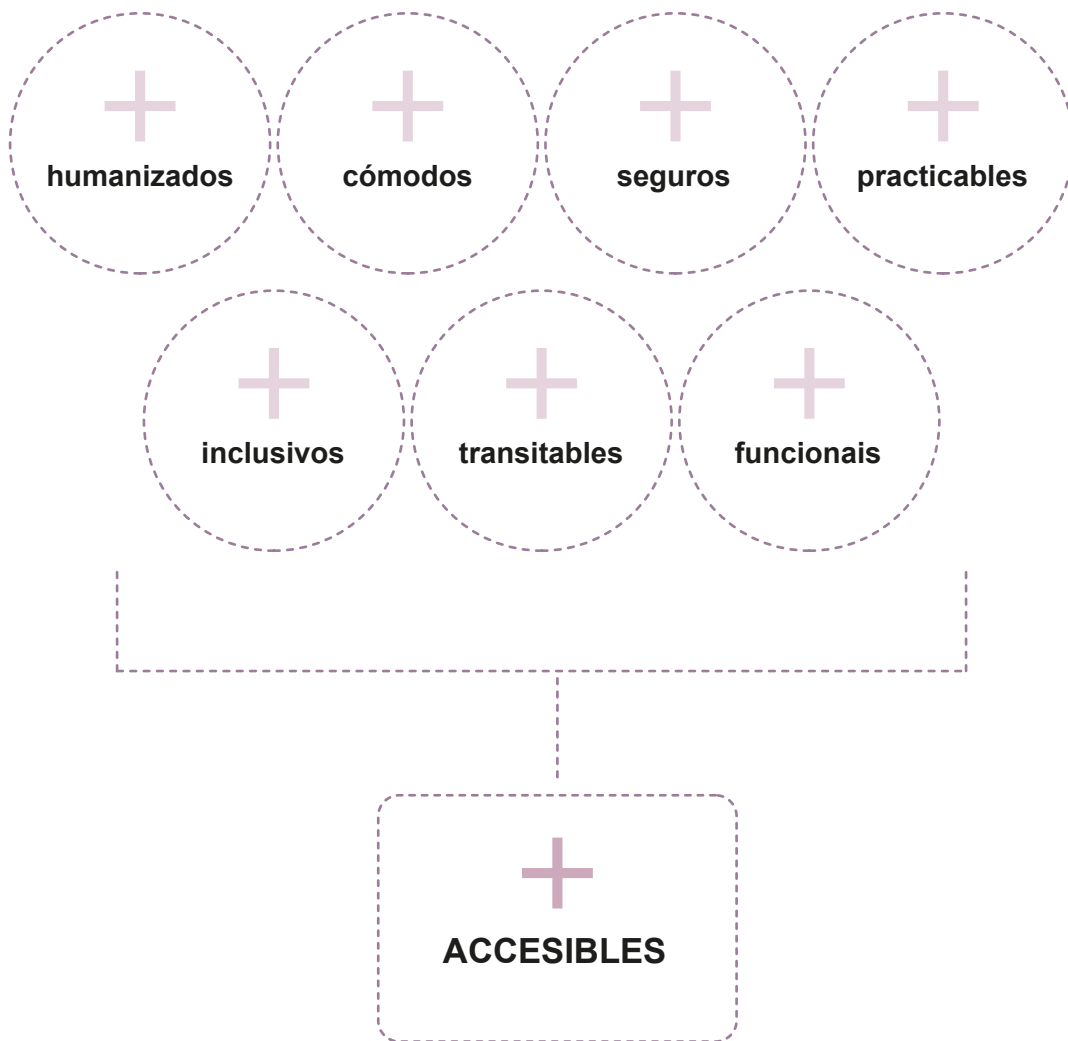 humanizados cómodos seguros practicables
inclusivos transitables funcionais
ACCESIBLES